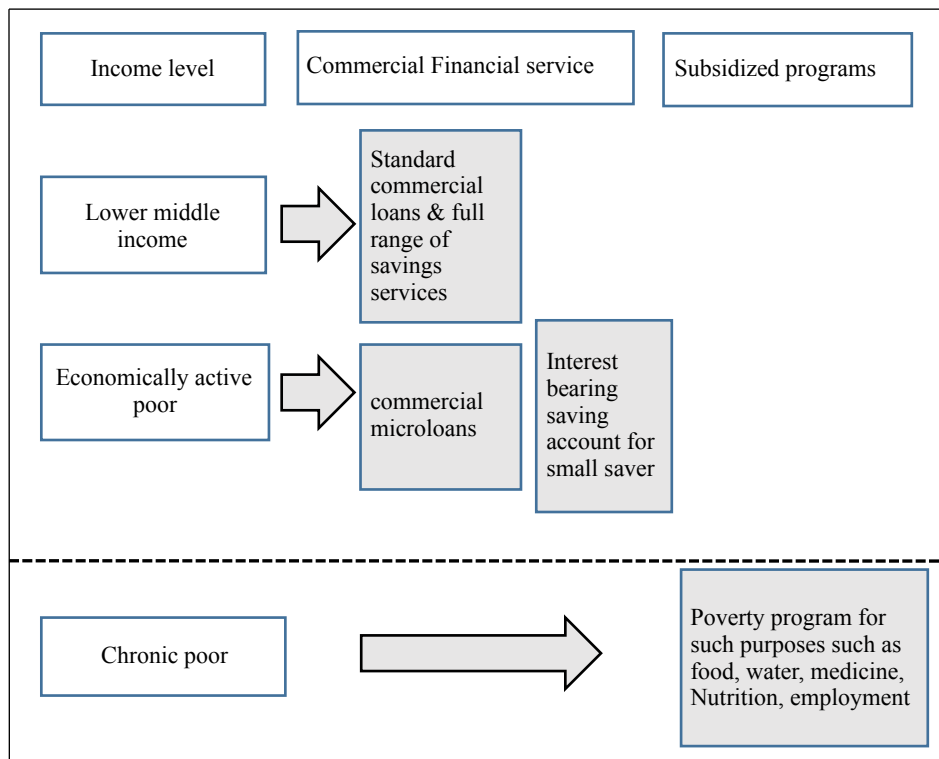 Income level
Commercial Financial service
Subsidized programs
Lower middle
income
Standard
commercial
loans & full
range of
savings
services
Economically active
poor
commercial
microloans
Interest
bearing
saving
account for
small saver
Chronic poor
Poverty program for
such purposes such as
food, water, medicine,
Nutrition, employment